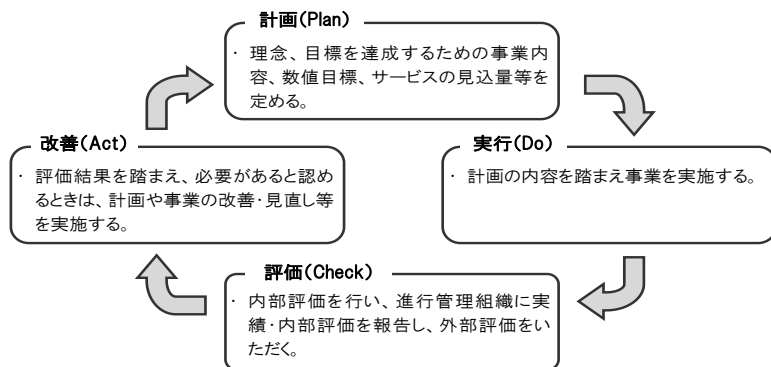 計画(Plan)
・ 理念、目標を達成するための事業内
容、数値目標、サービスの見込量等を
定める。
改善(Act)
・ 評価結果を踏まえ、必要があると認め
るときは、計画や事業の改善・見直し等
を実施する。
実行(Do)
・ 計画の内容を踏まえ事業を実施する。
評価(Check)
・ 内部評価を行い、進行管理組織に実
績・内部評価を報告し、外部評価をい
ただく。